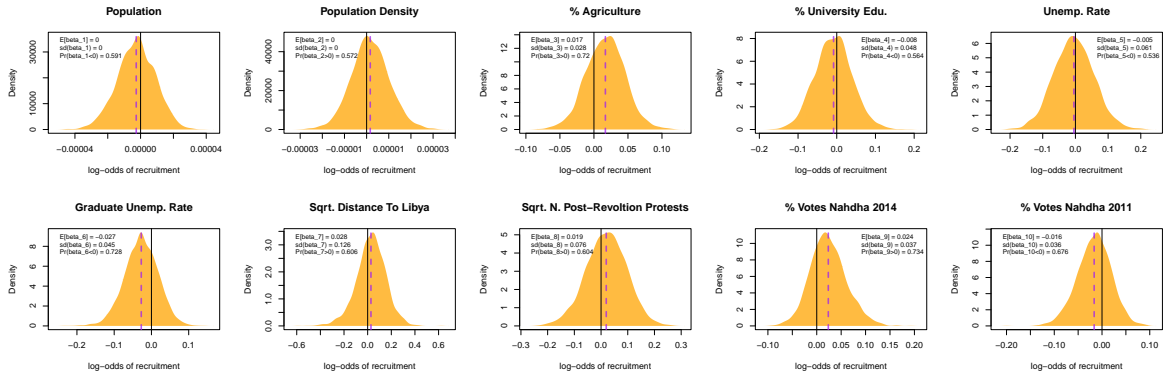 Population
E[beta_1] = 0
sd(beta_1) = 0
Pr(beta_1<0) = 0.591
Density
0 10000 30000
−0.00004 0.00000 0.00004
log−odds of recruitment
Population Density
E[beta_2] = 0
sd(beta_2) = 0
Pr(beta_2>0) = 0.572
Density
0 20000 40000
−0.00003 −0.00001 0.00001 0.00003
log−odds of recruitment
% Agriculture
E[beta_3] = 0.017
sd(beta_3) = 0.028
Pr(beta_3>0) = 0.72
Density
0 2 4 6 8 12
−0.10 −0.05 0.00 0.05 0.10
log−odds of recruitment
% University Edu.
E[beta_4] = −0.008
sd(beta_4) = 0.048
Pr(beta_4<0) = 0.564
Density
0 2 4 6 8
−0.2 −0.1 0.0 0.1 0.2
log−odds of recruitment
Unemp. Rate
E[beta_5] = −0.005
sd(beta_5) = 0.061
Pr(beta_5<0) = 0.536
Density
0 1 2 3 4 5 6
−0.2 −0.1 0.0 0.1 0.2
log−odds of recruitment
Graduate Unemp. Rate
E[beta_6] = −0.027
sd(beta_6) = 0.045
Pr(beta_6<0) = 0.728
Density
0 2 4 6 8
−0.2 −0.1 0.0 0.1
log−odds of recruitment
Sqrt. Distance To Libya
E[beta_7] = 0.028
sd(beta_7) = 0.126
Pr(beta_7>0) = 0.606
Density
0.0 1.0 2.0 3.0
−0.6 −0.2 0.0 0.2 0.4 0.6
log−odds of recruitment
Sqrt. N. Post−Revoltion Protests
E[beta_8] = 0.019
sd(beta_8) = 0.076
Pr(beta_8>0) = 0.604
Density
0 1 2 3 4 5
−0.3 −0.2 −0.1 0.0 0.1 0.2 0.3
log−odds of recruitment
% Votes Nahdha 2014
E[beta_9] = 0.024
sd(beta_9) = 0.037
Pr(beta_9>0) = 0.734
Density
0 2 4 6 8 10
−0.10 0.00 0.05 0.10 0.15 0.20
log−odds of recruitment
% Votes Nahdha 2011
E[beta_10] = −0.016
sd(beta_10) = 0.036
Pr(beta_10<0) = 0.676
Density
0 2 4 6 8 10
−0.20 −0.10 0.00 0.05 0.10
log−odds of recruitment